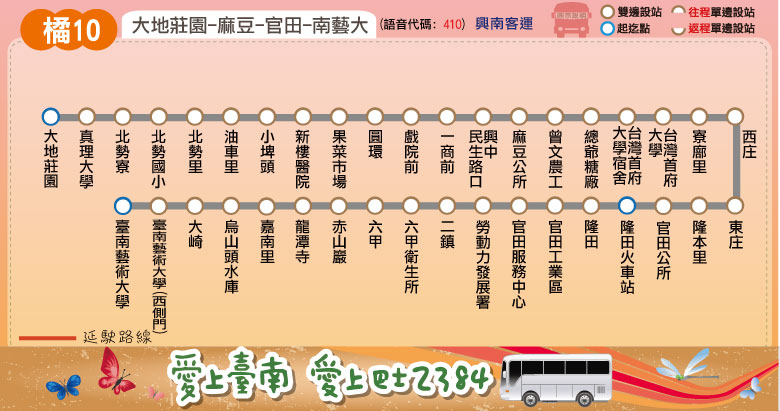 橘10
大地莊園-麻豆-官田-南藝大
(語音代碼: 410) 興南客運
雙邊設站
往程單邊設站
起迄點
返程單邊設站
大地莊園
真理大學
北勢寮
北勢國小
北勢里
油車里
小埤頭
新樓醫院
果菜市場
圓環
戲院前
一商前
興中
民生路口
麻豆公所
曾文農工
總爺糖廠
台灣首府
大學宿舍
台灣首府
大學
寮廍里
西庄
東庄
隆本里
官田公所
隆田火車站
隆田
官田工業區
官田服務中心
勞動力發展署
二鎮
六甲衛生所
六甲
赤山巖
龍潭寺
嘉南里
烏山頭水庫
大崎
臺南藝術大學(西側門)
臺南藝術大學
延駛路線
愛上臺南 愛上巴士2384